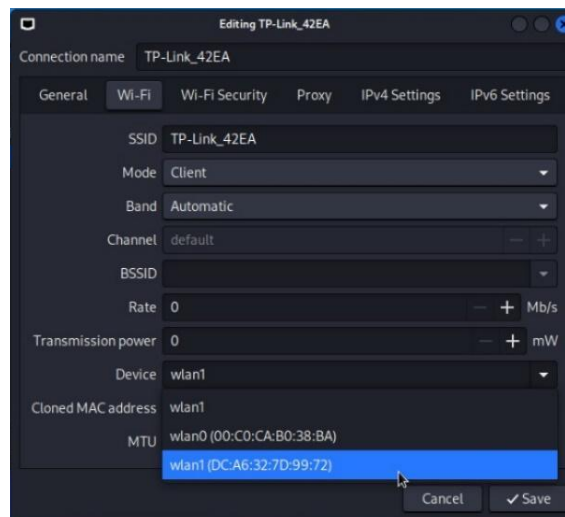 Editing TP-Link_42EA
Connection name TP-Link_42EA
General Wi-Fi Wi-Fi Security Proxy IPv4 Settings IPv6 Settings
SSID TP-Link_42EA
Mode Client
Band Automatic
Channel default
BSSID
Rate 0 Mb/s
Transmission power 0 mW
Device wlan1
Cloned MAC address wlan1
MTU wlan0 (00:C0:CA:B0:38:BA)
wlan1 (DC:A6:32:7D:99:72)
Cancel Save